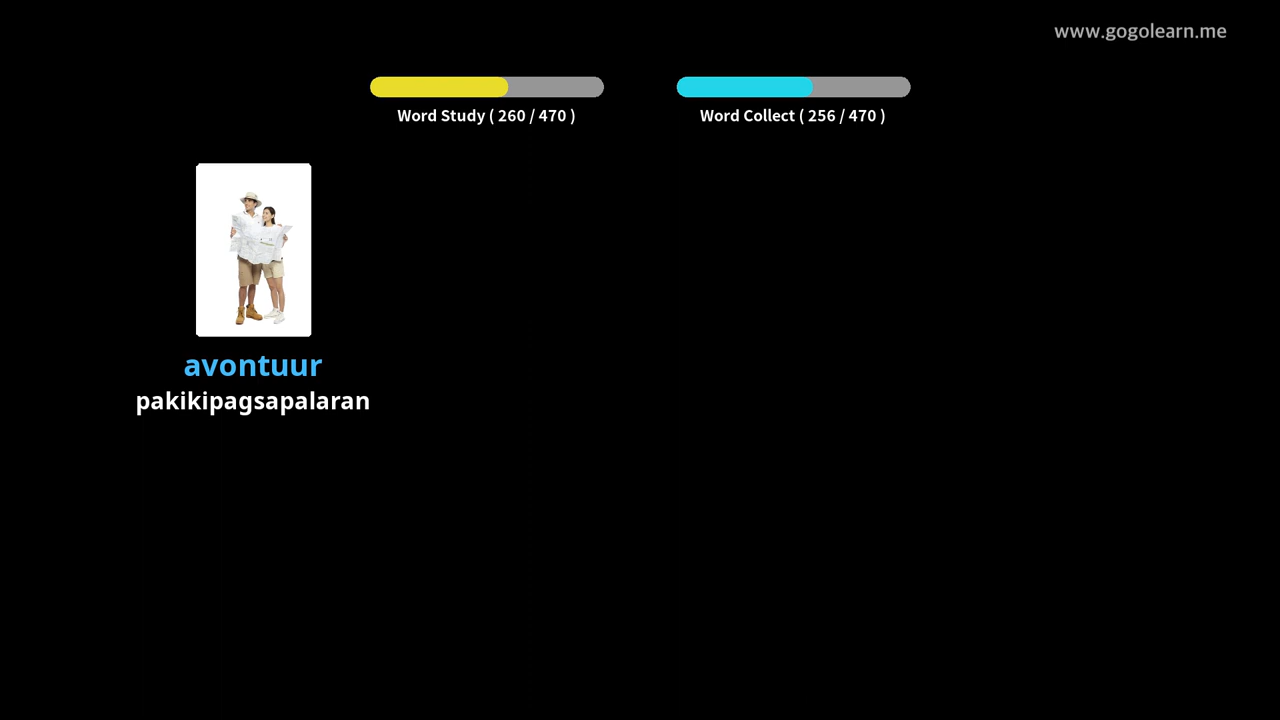 www.gogolearn.me
Word Study ( 260 / 470 )
Word Collect ( 256 / 470 )
avontuur
pakikipagsapalaran